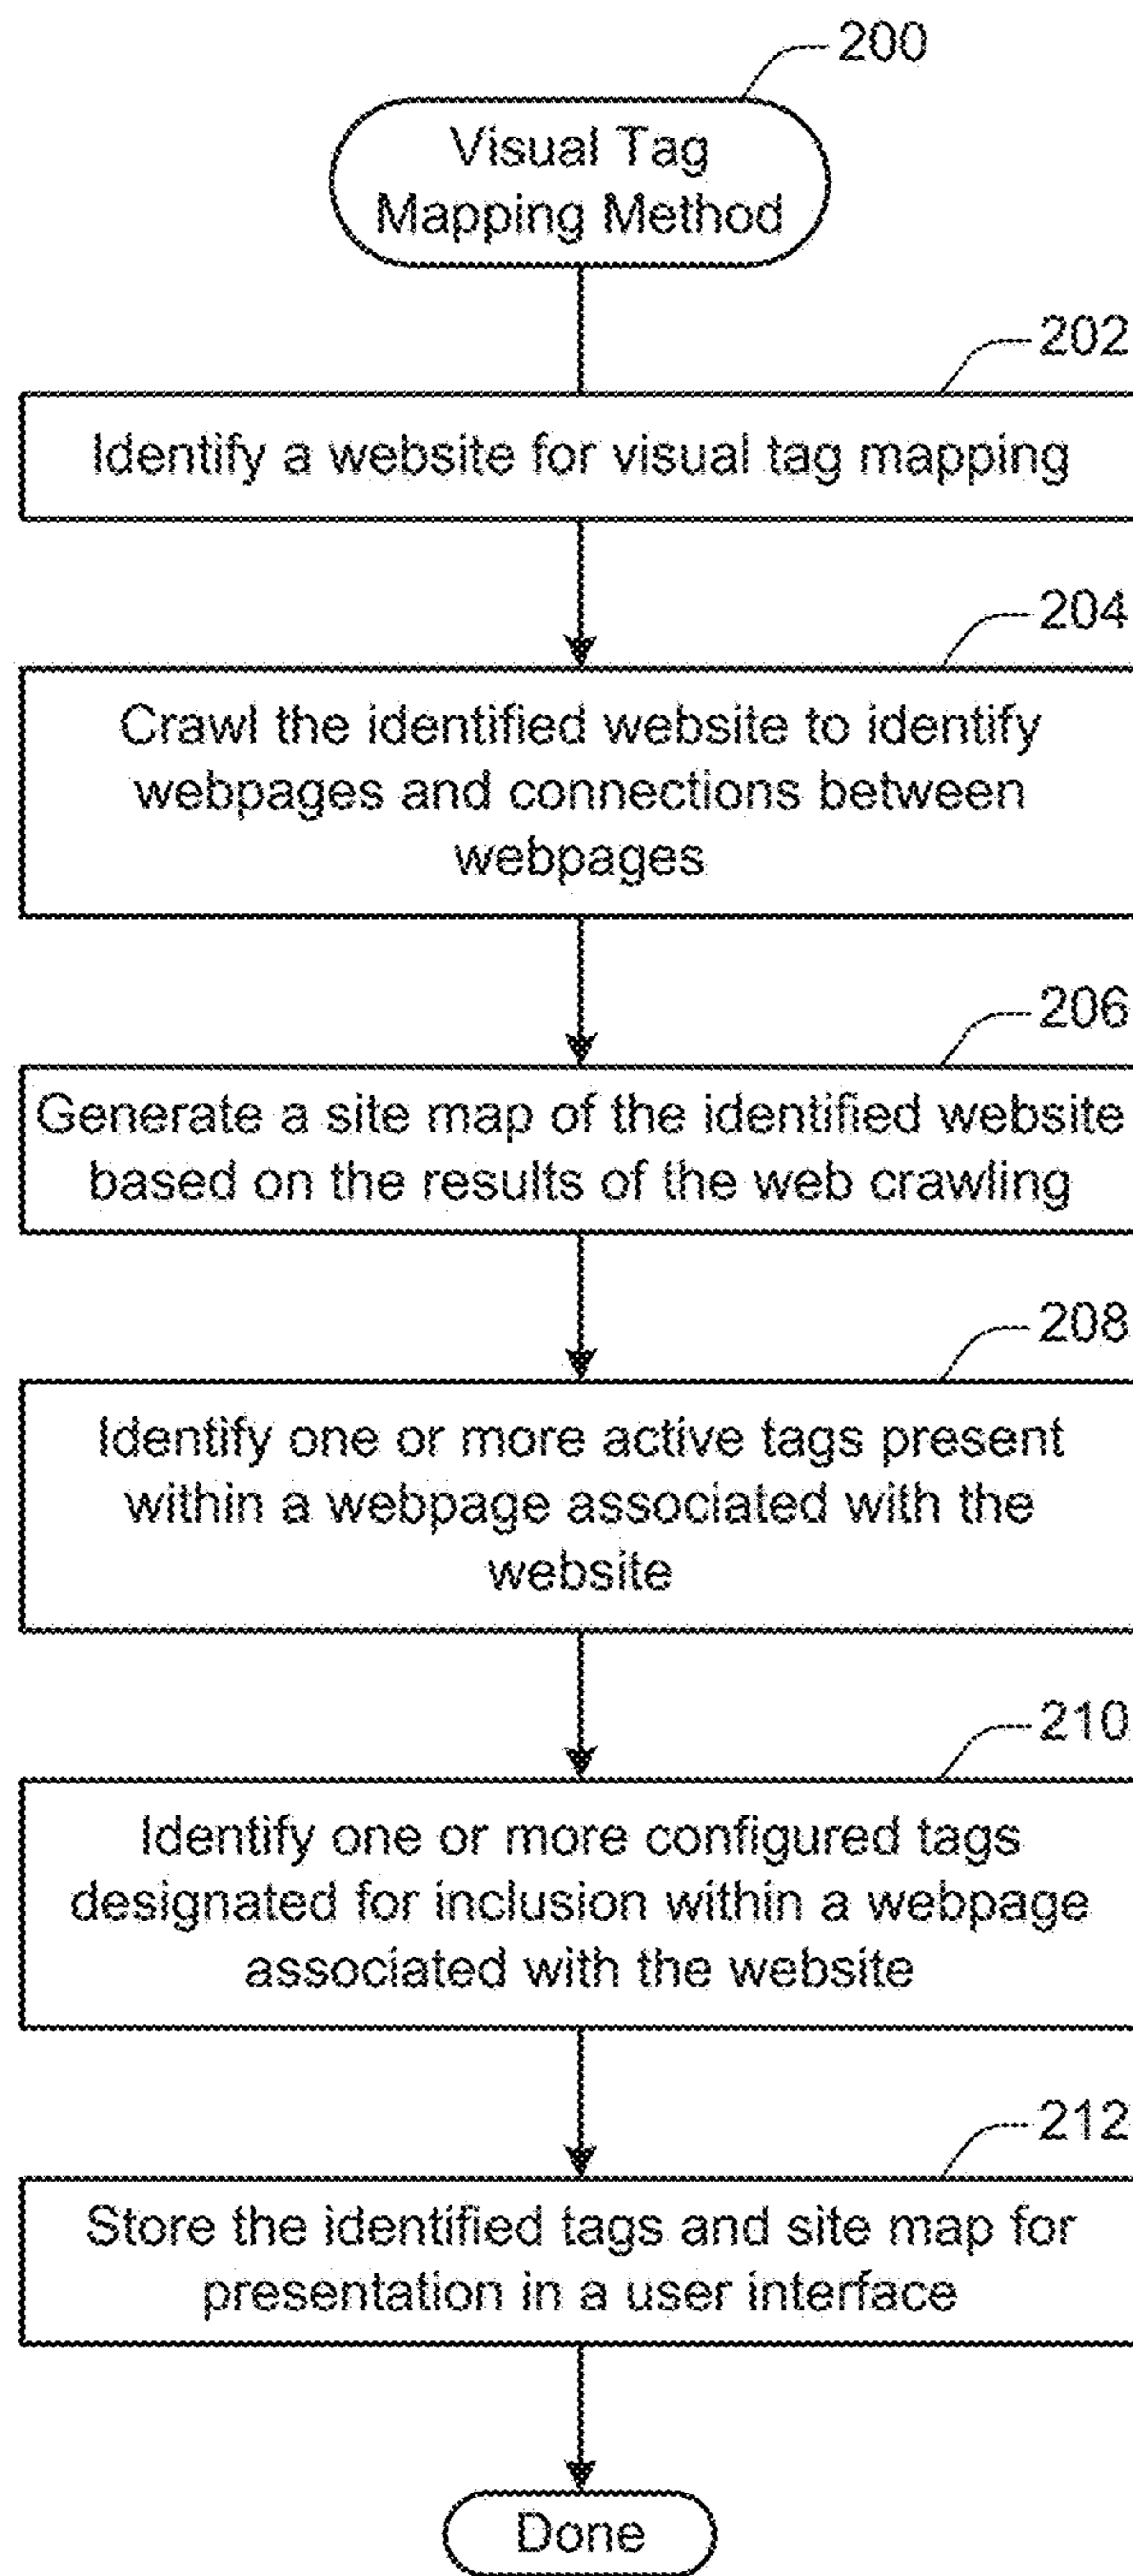 200
Visual Tag
Mapping Method
202
Identify a website for visual tag mapping
204
Crawl the identified website to identify
webpages and connections between
webpages
206
Generate a site map of the identified website
based on the results of the web crawling
208
Identify one or more active tags present
within a webpage associated with the
website
210
Identify one or more configured tags
designated for inclusion within a webpage
associated with the website
212
Store the identified tags and site map for
presentation in a user interface
Done